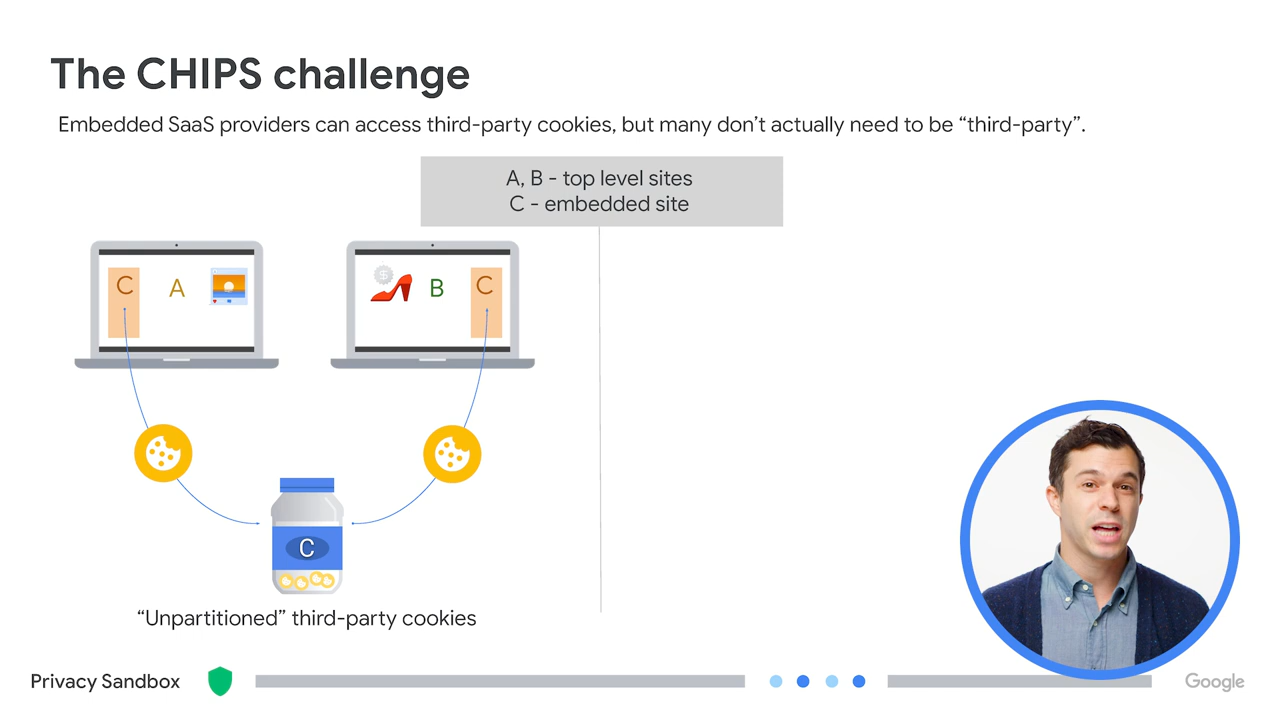 The CHIPS challenge
Embedded SaaS providers can access third-party cookies, but many don’t actually need to be “third-party”.
A, B - top level sites
C - embedded site
C A
$ B C
C
“Unpartitioned” third-party cookies
Privacy Sandbox
Google